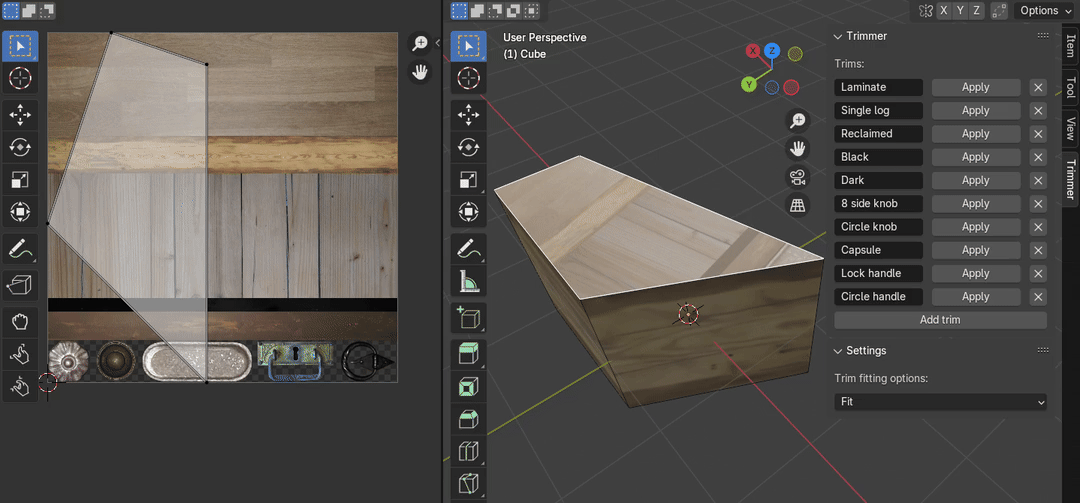 Options
X Y Z
User Perspective
(1) Cube
X
Z
Y
Trimmer
Trims:
Laminate Apply
Single log Apply
Reclaimed Apply
Black Apply
Dark Apply
8 side knob Apply
Circle knob Apply
Capsule Apply
Lock handle Apply
Circle handle Apply
Add trim
Settings
Trim fitting options:
Fit
Item
Tool
View
Trimmer